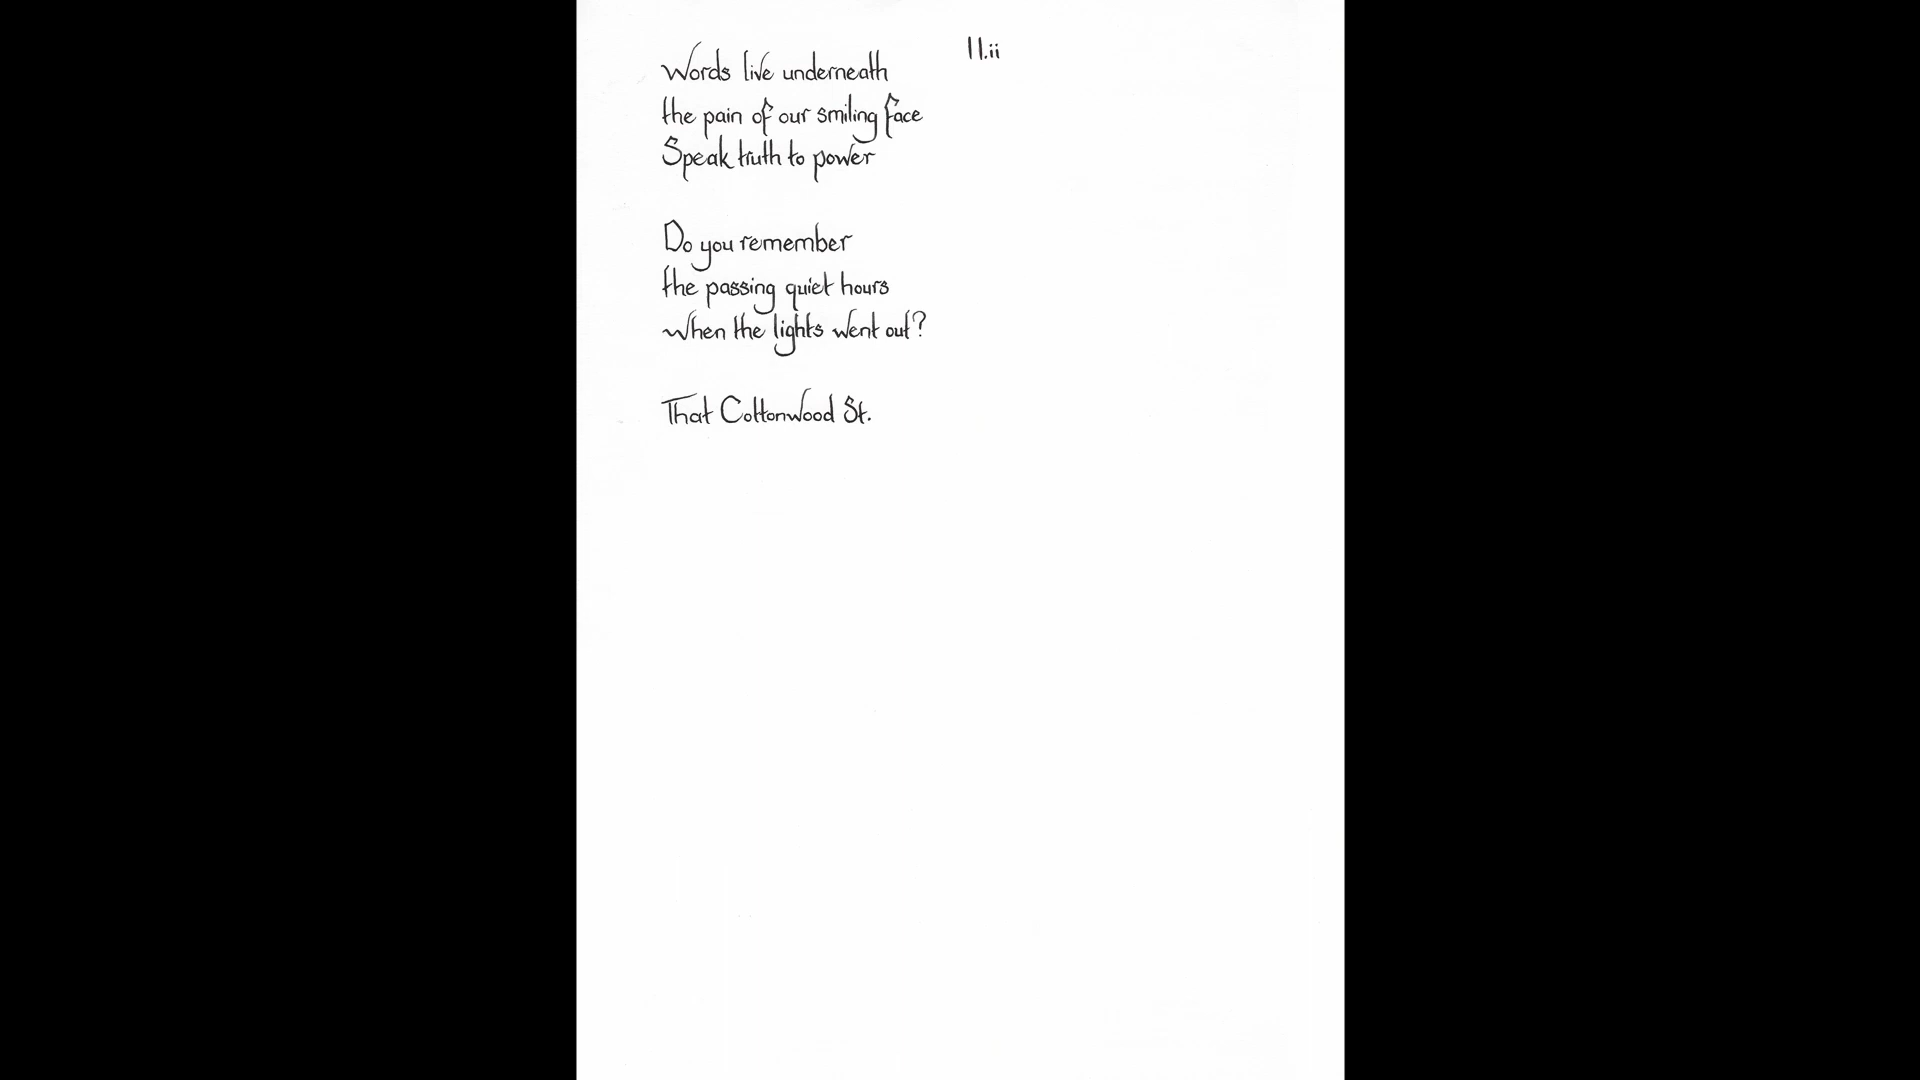 Words live underneath
the pain of our smiling face
Speak truth to power
Do you remember
the passing quiet hours
When the lights went out?
That Cottonwood St.
11.ii